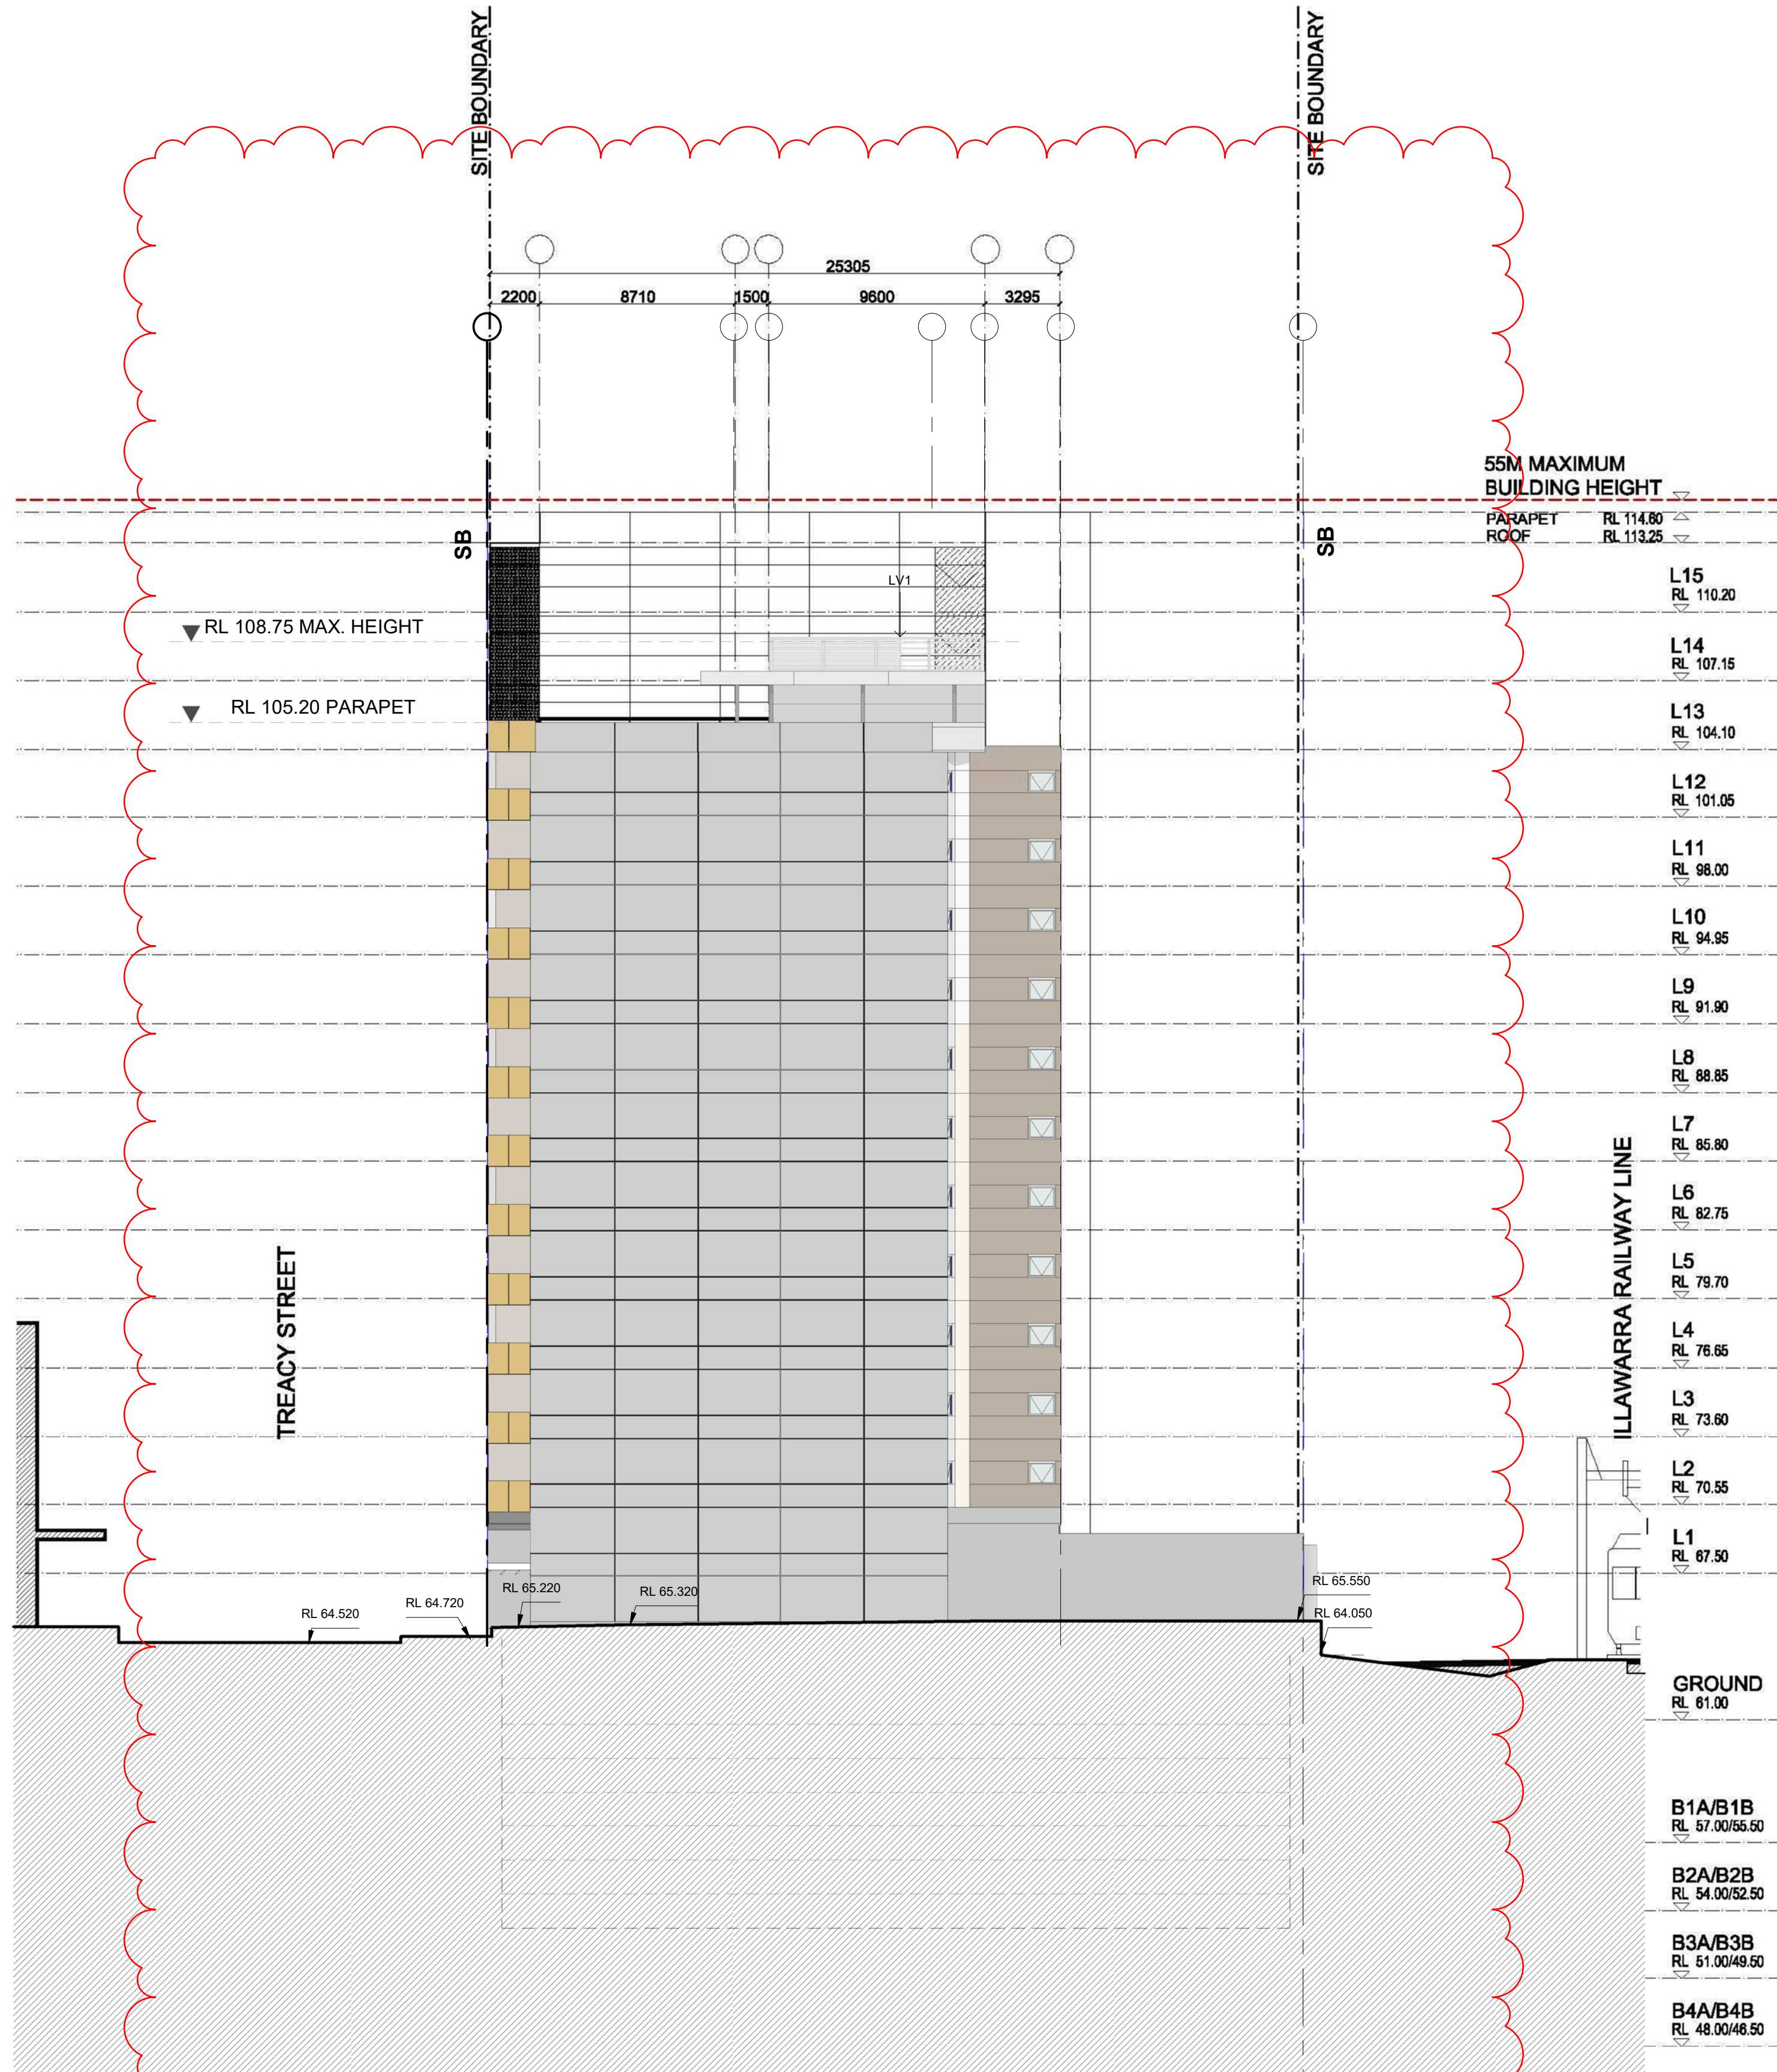 SITE BOUNDARY
SITE BOUNDARY
25305
2200
8710
1500
9600
3295
55M MAXIMUM
BUILDING HEIGHT
PARAPET RL 114.60
ROOF RL 113.25
SB
SB
LV1
L15
RL 110.20
RL 108.75 MAX. HEIGHT
L14
RL 107.15
RL 105.20 PARAPET
L13
RL 104.10
L12
RL 101.05
L11
RL 98.00
L10
RL 94.95
L9
RL 91.90
L8
RL 88.85
L7
RL 85.80
L6
RL 82.75
L5
RL 79.70
L4
RL 76.65
L3
RL 73.60
L2
RL 70.55
L1
RL 67.50
TREACY STREET
ILLAWARRA RAILWAY LINE
RL 64.520
RL 64.720
RL 65.220
RL 65.320
RL 65.550
RL 64.050
GROUND
RL 61.00
B1A/B1B
RL 57.00/55.50
B2A/B2B
RL 54.00/52.50
B3A/B3B
RL 51.00/49.50
B4A/B4B
RL 48.00/46.50